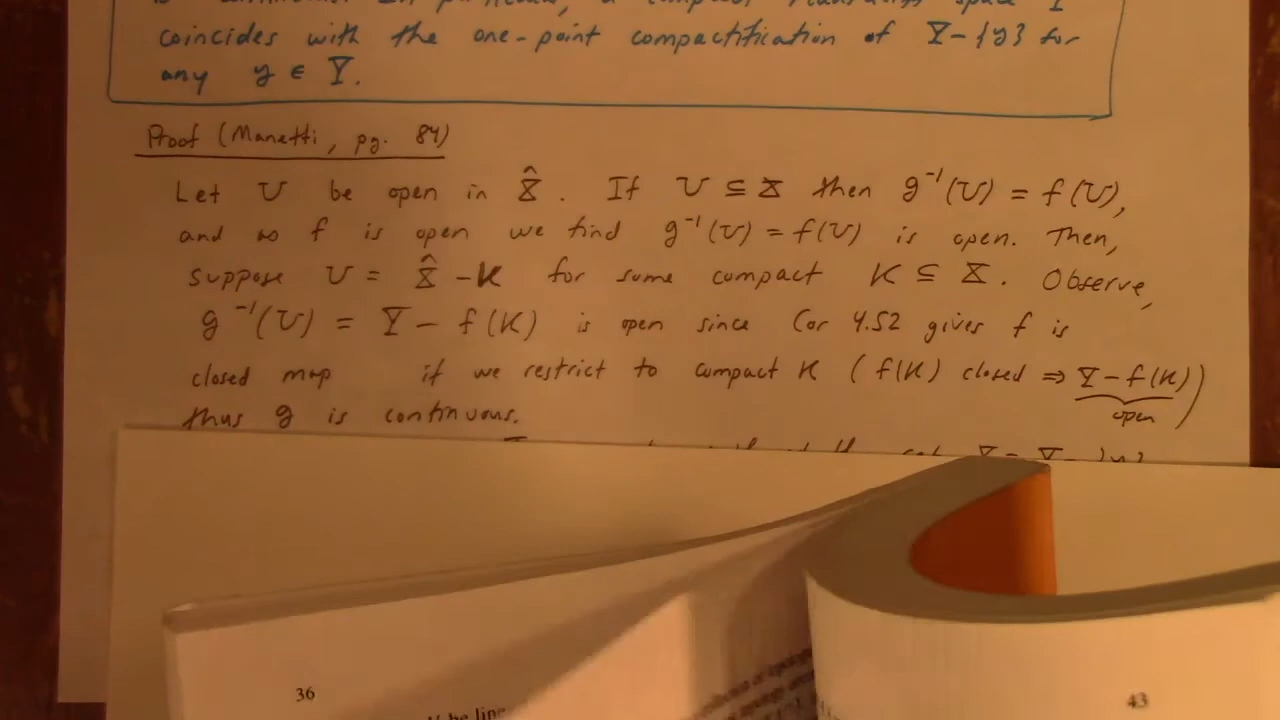 coincides with the one-point compactification of Y-{y} for
any y ∈ Y.
Proof (Manetti, pg. 84)
Let U be open in X̂. If U ⊆ X then g⁻¹(U) = f(U),
and as f is open we find g⁻¹(U) = f(U) is open. Then,
suppose U = X̂ - K for some compact K ⊆ X. Observe,
g⁻¹(U) = Y - f(K) is open since Cor 4.52 gives f is
closed map if we restrict to compact K (f(K) closed ⇒ Y - f(K))
open
thus g is continuous.
36
43
be line